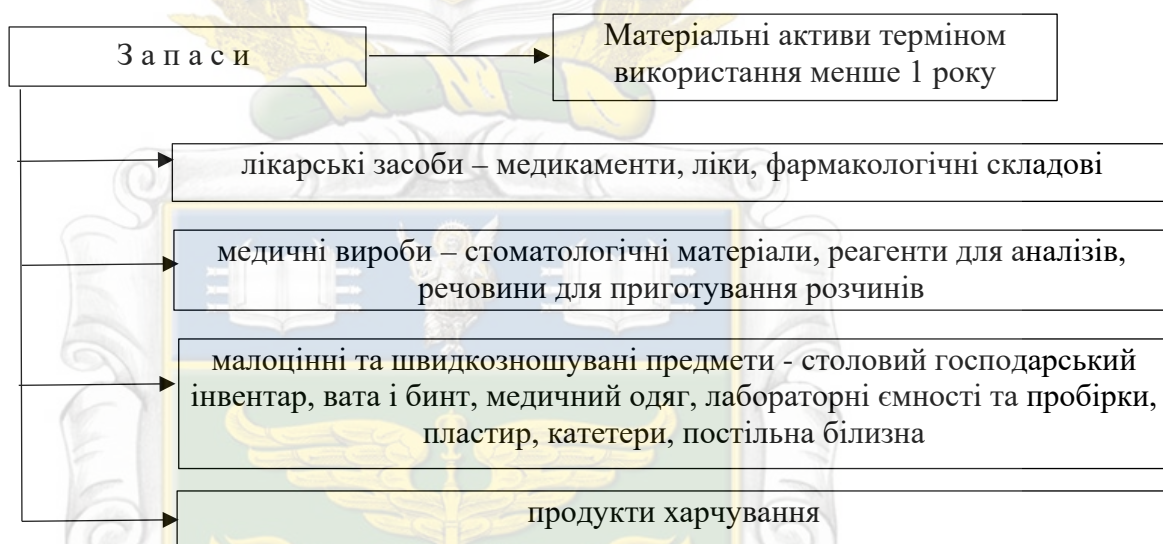 З а п а с и
Матеріальні активи терміном
використання менше 1 року
лікарські засоби – медикаменти, ліки, фармакологічні складові
медичні вироби – стоматологічні матеріали, реагенти для аналізів,
речовини для приготування розчинів
малоцінні та швидкозношувані предмети - столовий господарський
інвентар, вата і бинт, медичний одяг, лабораторні ємності та пробірки,
пластир, катетери, постільна білизна
продукти харчування